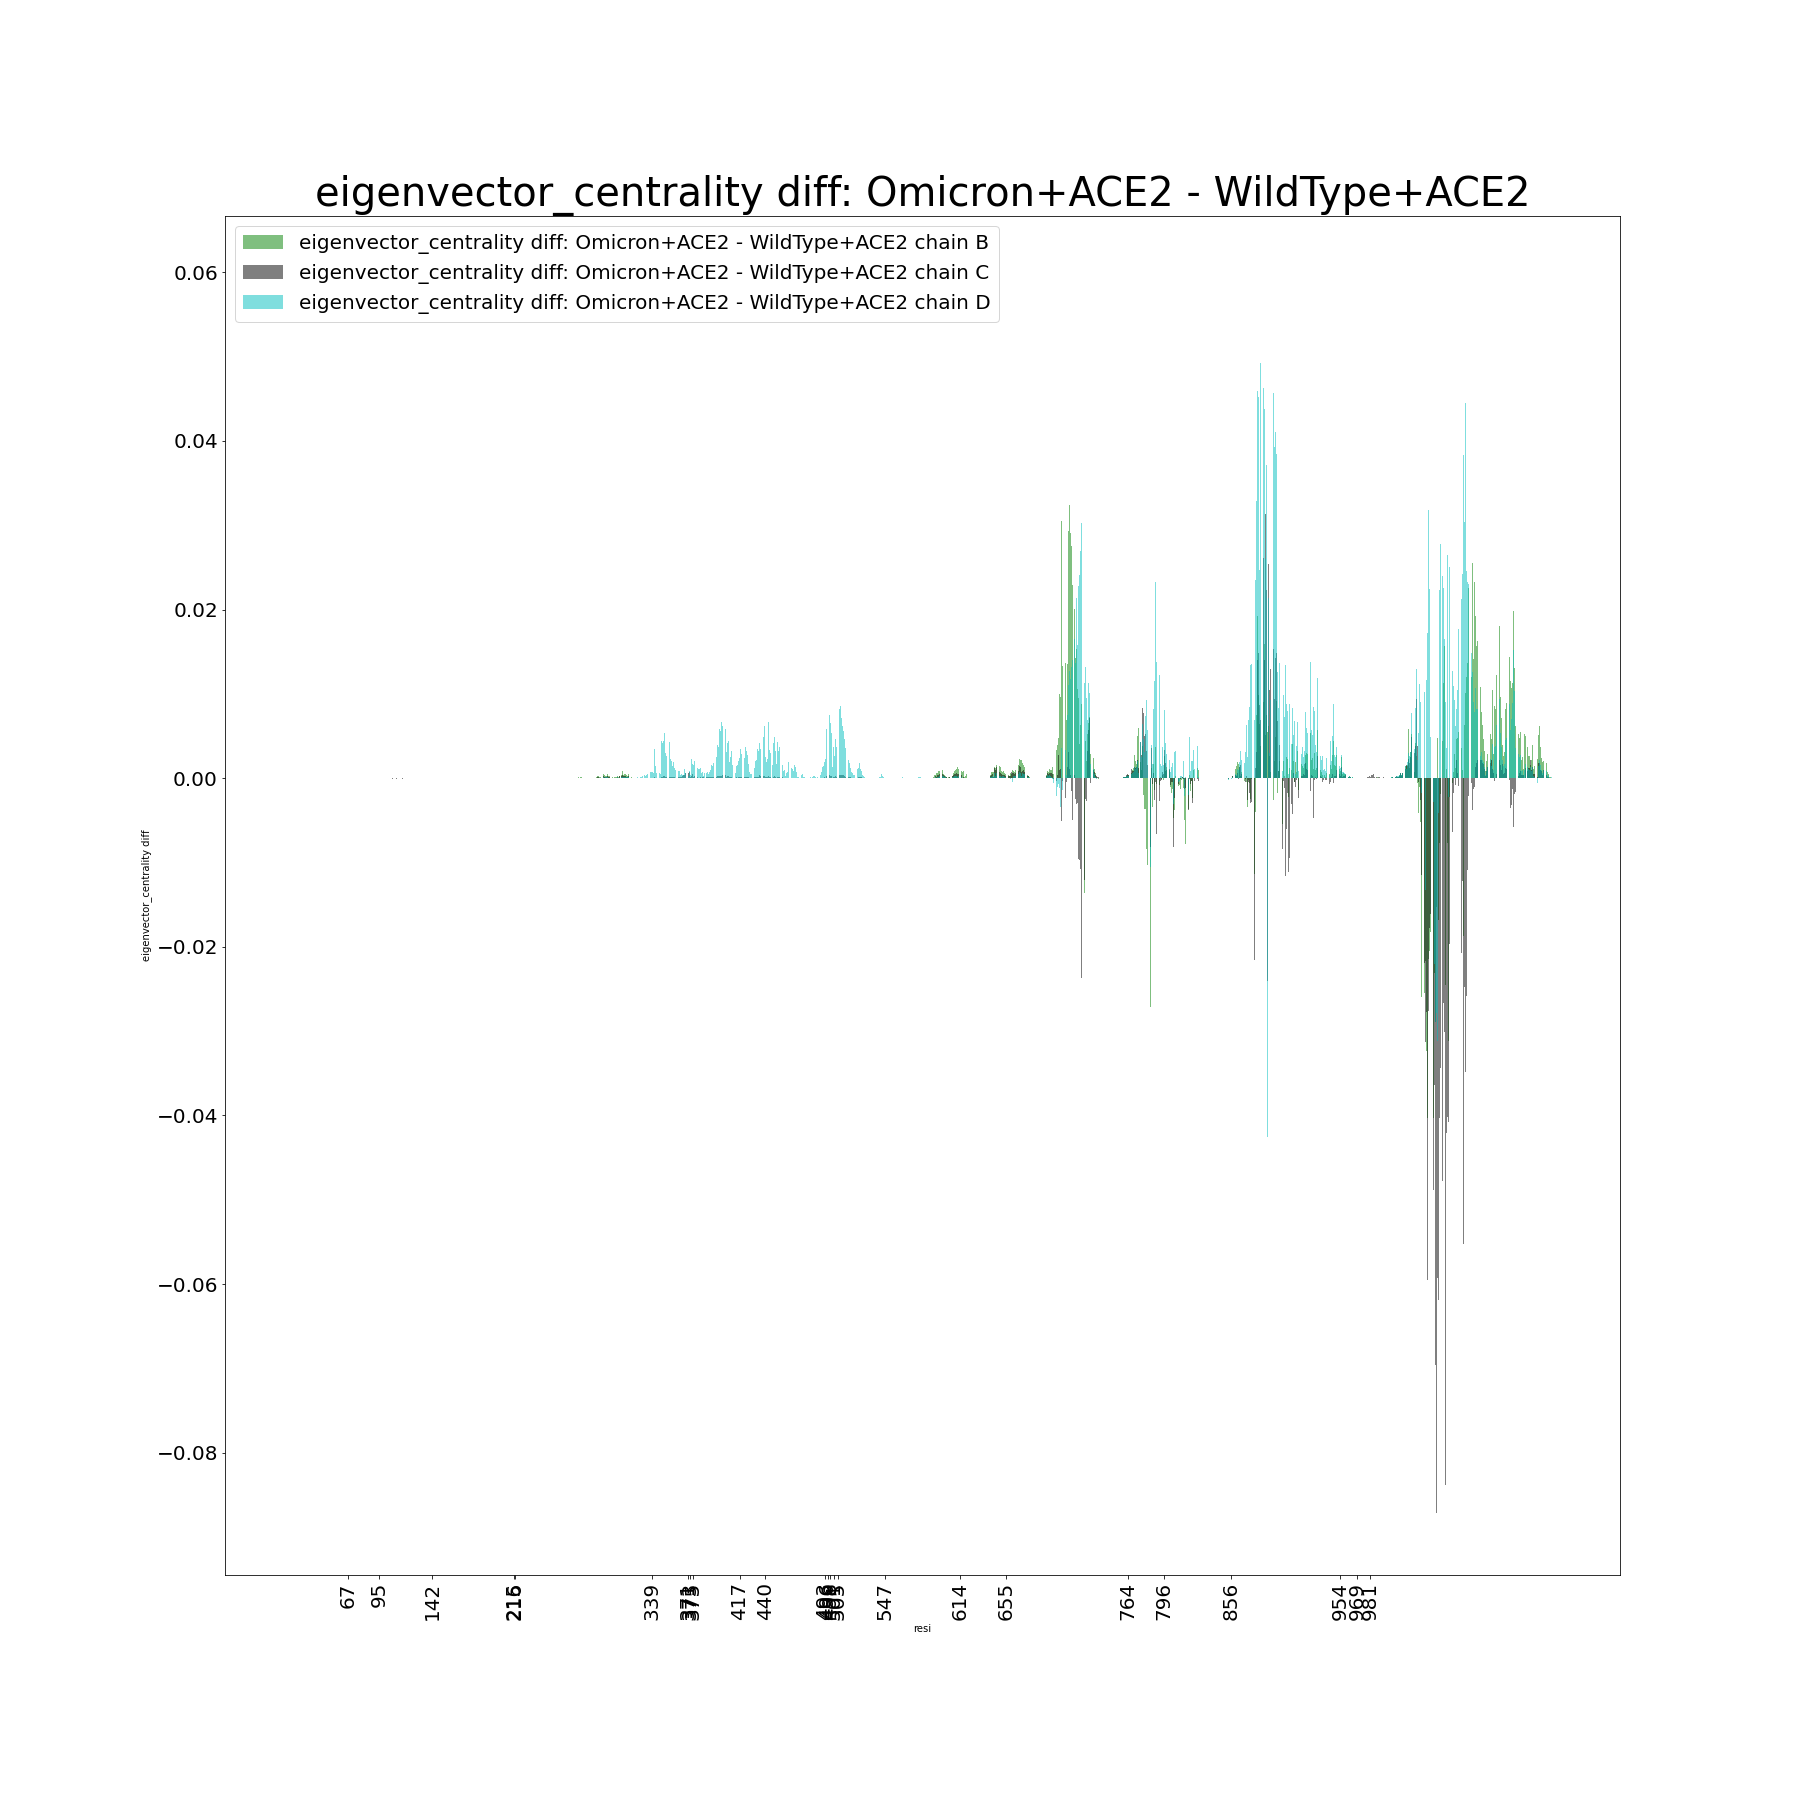 eigenvector_centrality diff: Omicron+ACE2 - WildType+ACE2
eigenvector_centrality diff: Omicron+ACE2 - WildType+ACE2 chain B
eigenvector_centrality diff: Omicron+ACE2 - WildType+ACE2 chain C
eigenvector_centrality diff: Omicron+ACE2 - WildType+ACE2 chain D
0.06
0.04
0.02
0.00
−0.02
−0.04
−0.06
−0.08
eigenvector_centrality diff
67 95 142 339 417 440 547 614 655 764 796 856 954 969 981
resi